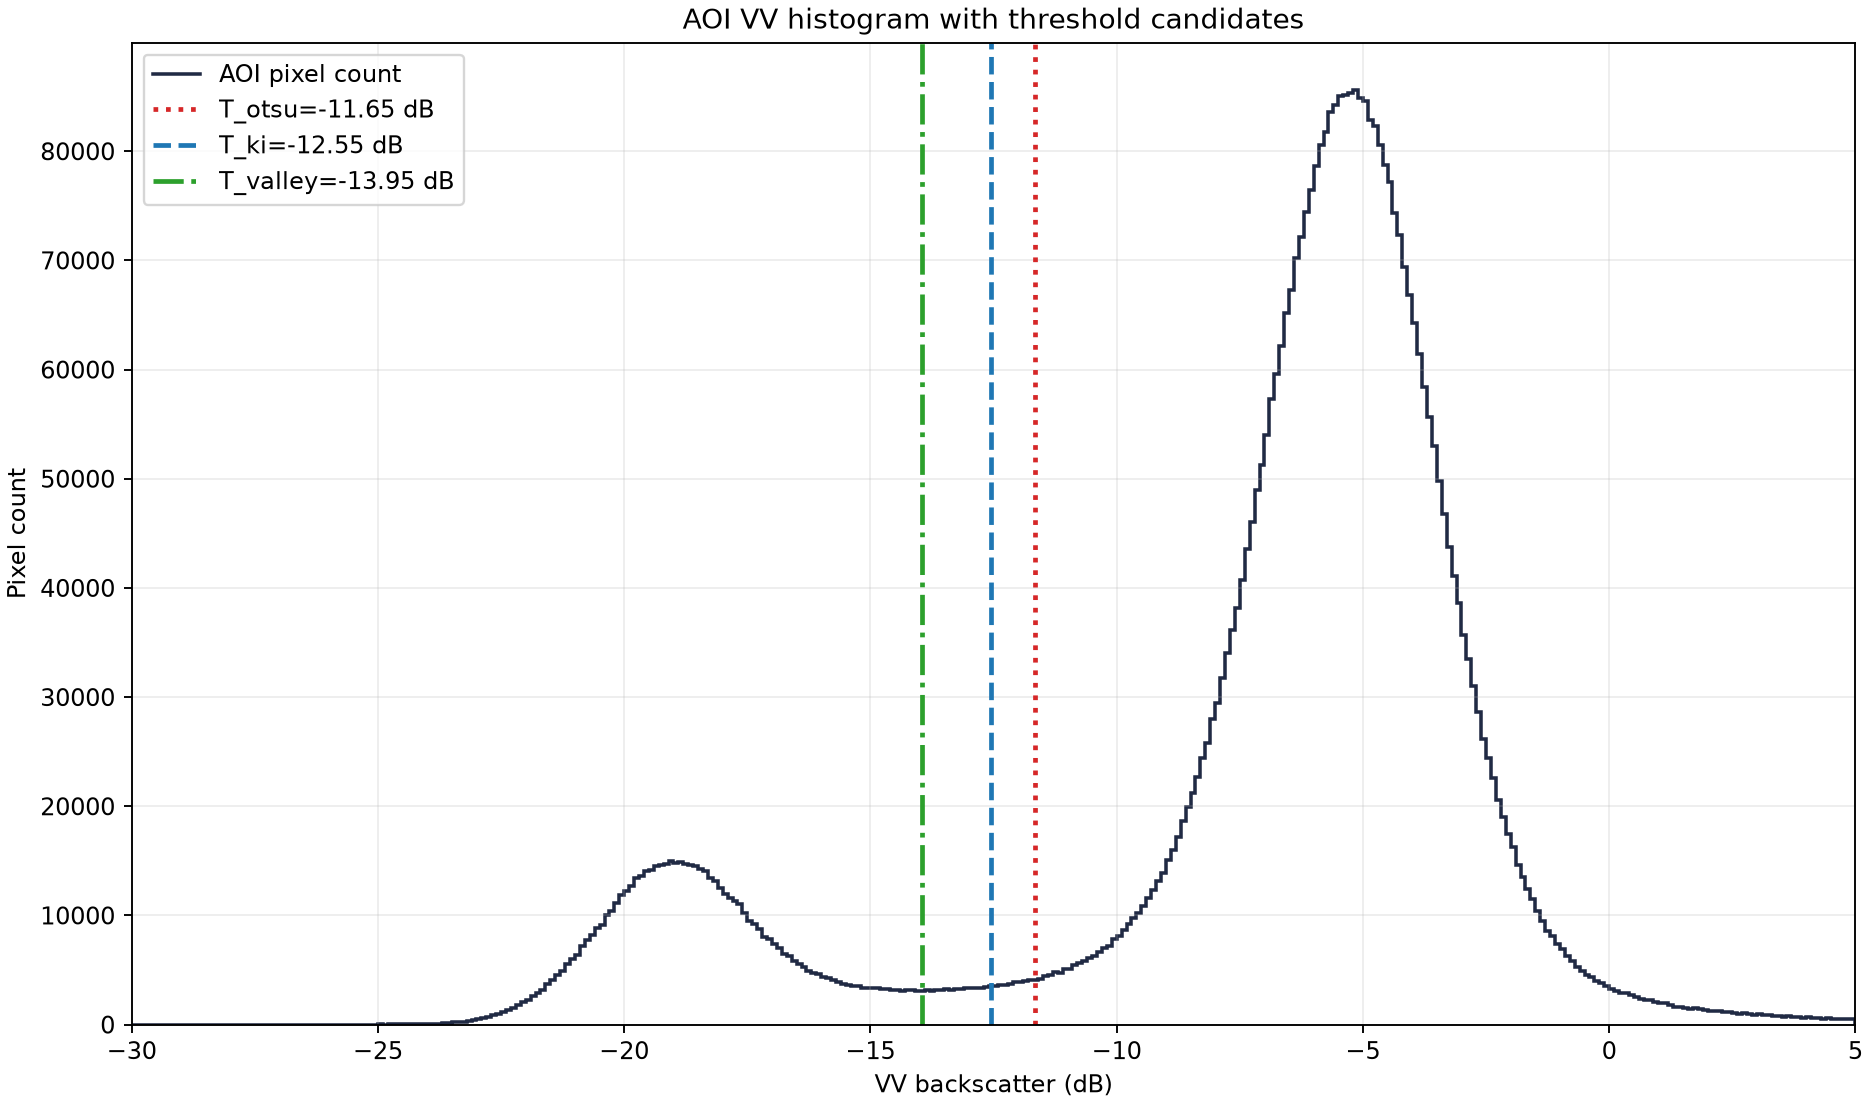 AOI VV histogram with threshold candidates
AOI pixel count
T_otsu=-11.65 dB
T_ki=-12.55 dB
T_valley=-13.95 dB
Pixel count
80000
70000
60000
50000
40000
30000
20000
10000
0
−30 −25 −20 −15 −10 −5 0 5
VV backscatter (dB)